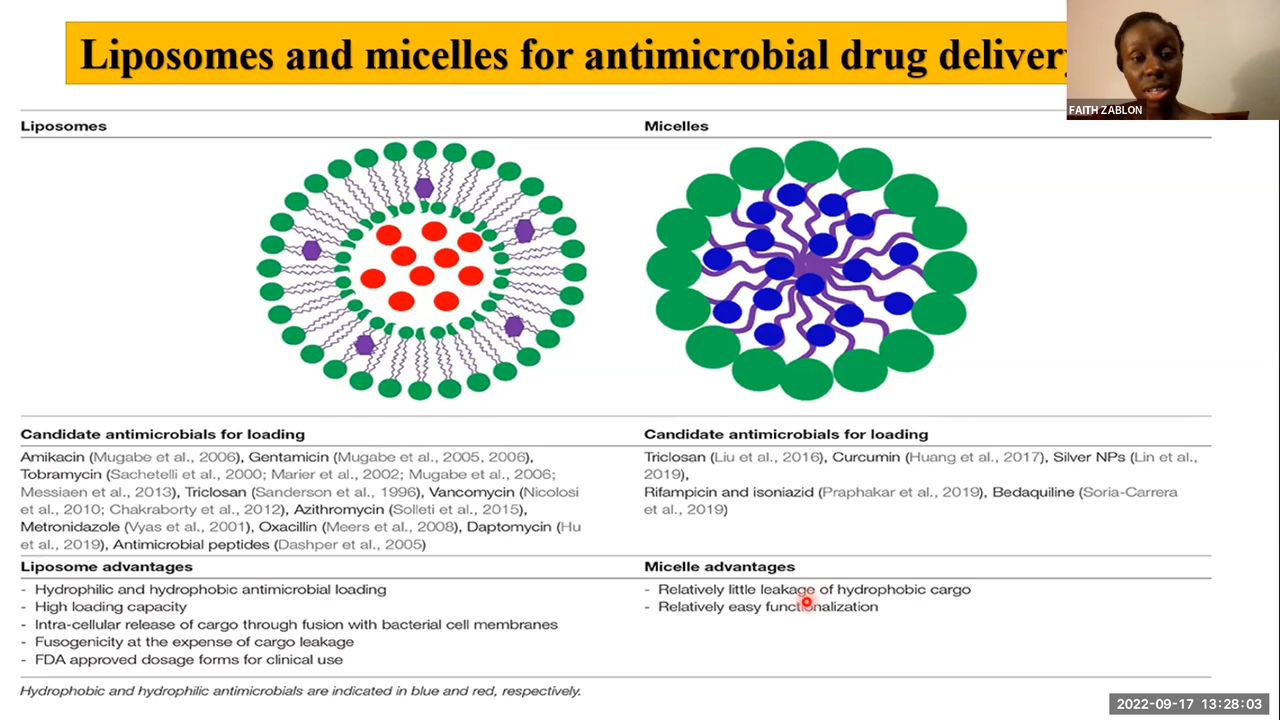 Liposomes and micelles for antimicrobial drug delivery
FAITH ZABLON
Liposomes
Micelles
Candidate antimicrobials for loading
Amikacin (Mugabe et al., 2006), Gentamicin (Mugabe et al., 2005, 2006),
Tobramycin (Sachetelli et al., 2000; Marier et al., 2002; Mugabe et al., 2006;
Messiaen et al., 2013), Triclosan (Sanderson et al., 1996), Vancomycin (Nicolosi
et al., 2010; Chakraborty et al., 2012), Azithromycin (Solleti et al., 2015),
Metronidazole (Vyas et al., 2001), Oxacillin (Meers et al., 2008), Daptomycin (Hu
et al., 2019), Antimicrobial peptides (Dashper et al., 2005)
Candidate antimicrobials for loading
Triclosan (Liu et al., 2016), Curcumin (Huang et al., 2017), Silver NPs (Lin et al.,
2019),
Rifampicin and isoniazid (Praphakar et al., 2019), Bedaquiline (Soria-Carrera
et al., 2019)
Liposome advantages
- Hydrophilic and hydrophobic antimicrobial loading
- High loading capacity
- Intra-cellular release of cargo through fusion with bacterial cell membranes
- Fusogenicity at the expense of cargo leakage
- FDA approved dosage forms for clinical use
Micelle advantages
- Relatively little leakage of hydrophobic cargo
- Relatively easy functionalization
Hydrophobic and hydrophilic antimicrobials are indicated in blue and red, respectively.
2022-09-17 13:28:03